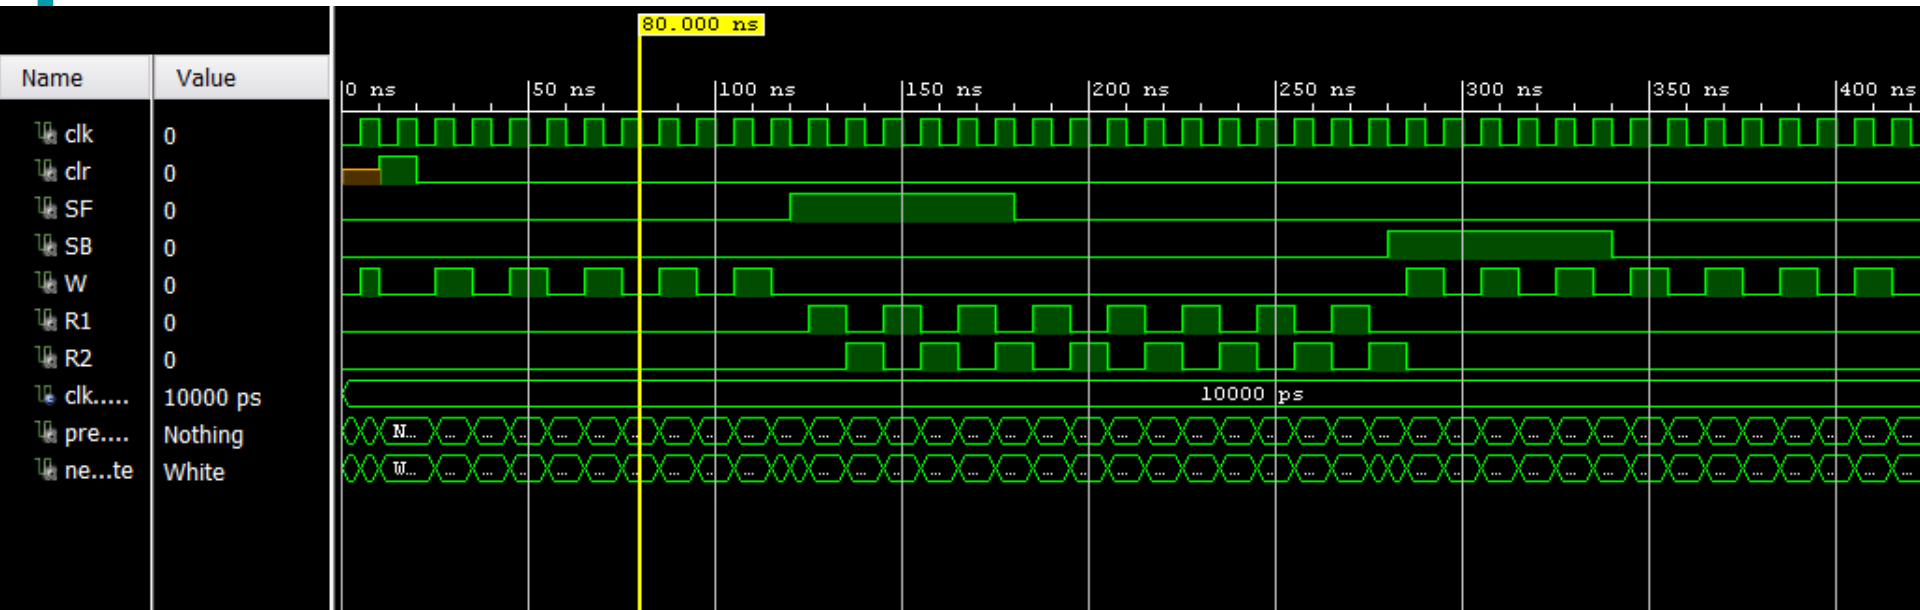 80.000 ns
Name Value
0 ns 50 ns 100 ns 150 ns 200 ns 250 ns 300 ns 350 ns 400 ns
clk 0
clr 0
SF 0
SB 0
W 0
R1 0
R2 0
clk..... 10000 ps 10000 ps
pre.... Nothing N... ... ... ... ... ... ... ... ... ... ... ... ... ... ... ... ... ... ... ... ... ... ... ... ... ... ... ... ... ... ... ... ... ... ... ... ... ... ... ... ...
ne...te White W... ... ... ... ... ... ... ... ... ... ... ... ... ... ... ... ... ... ... ... ... ... ... ... ... ... ... ... ... ... ... ... ... ... ... ... ... ... ... ...